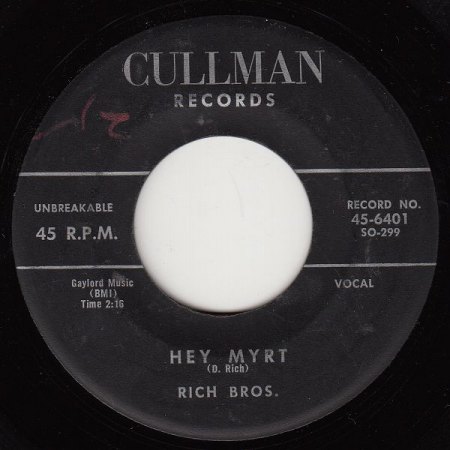 CULLMAN
RECORDS
UNBREAKABLE
45 R.P.M.
RECORD NO.
45-6401
SO-299
Gaylord Music
(BMI)
Time 2:16
VOCAL
HEY MYRT
(D. Rich)
RICH BROS.